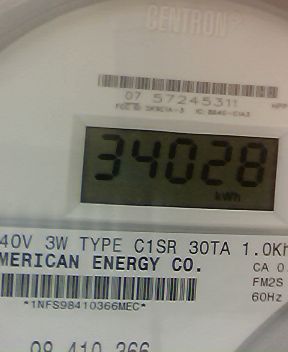 CENTRON®
07 57245311
34028
kWh
40V 3W TYPE C1SR 30TA 1.0Kh
MERICAN ENERGY CO.
CA 0.
FM2S
*1NFS98410366MEC*
60Hz
98 410 366